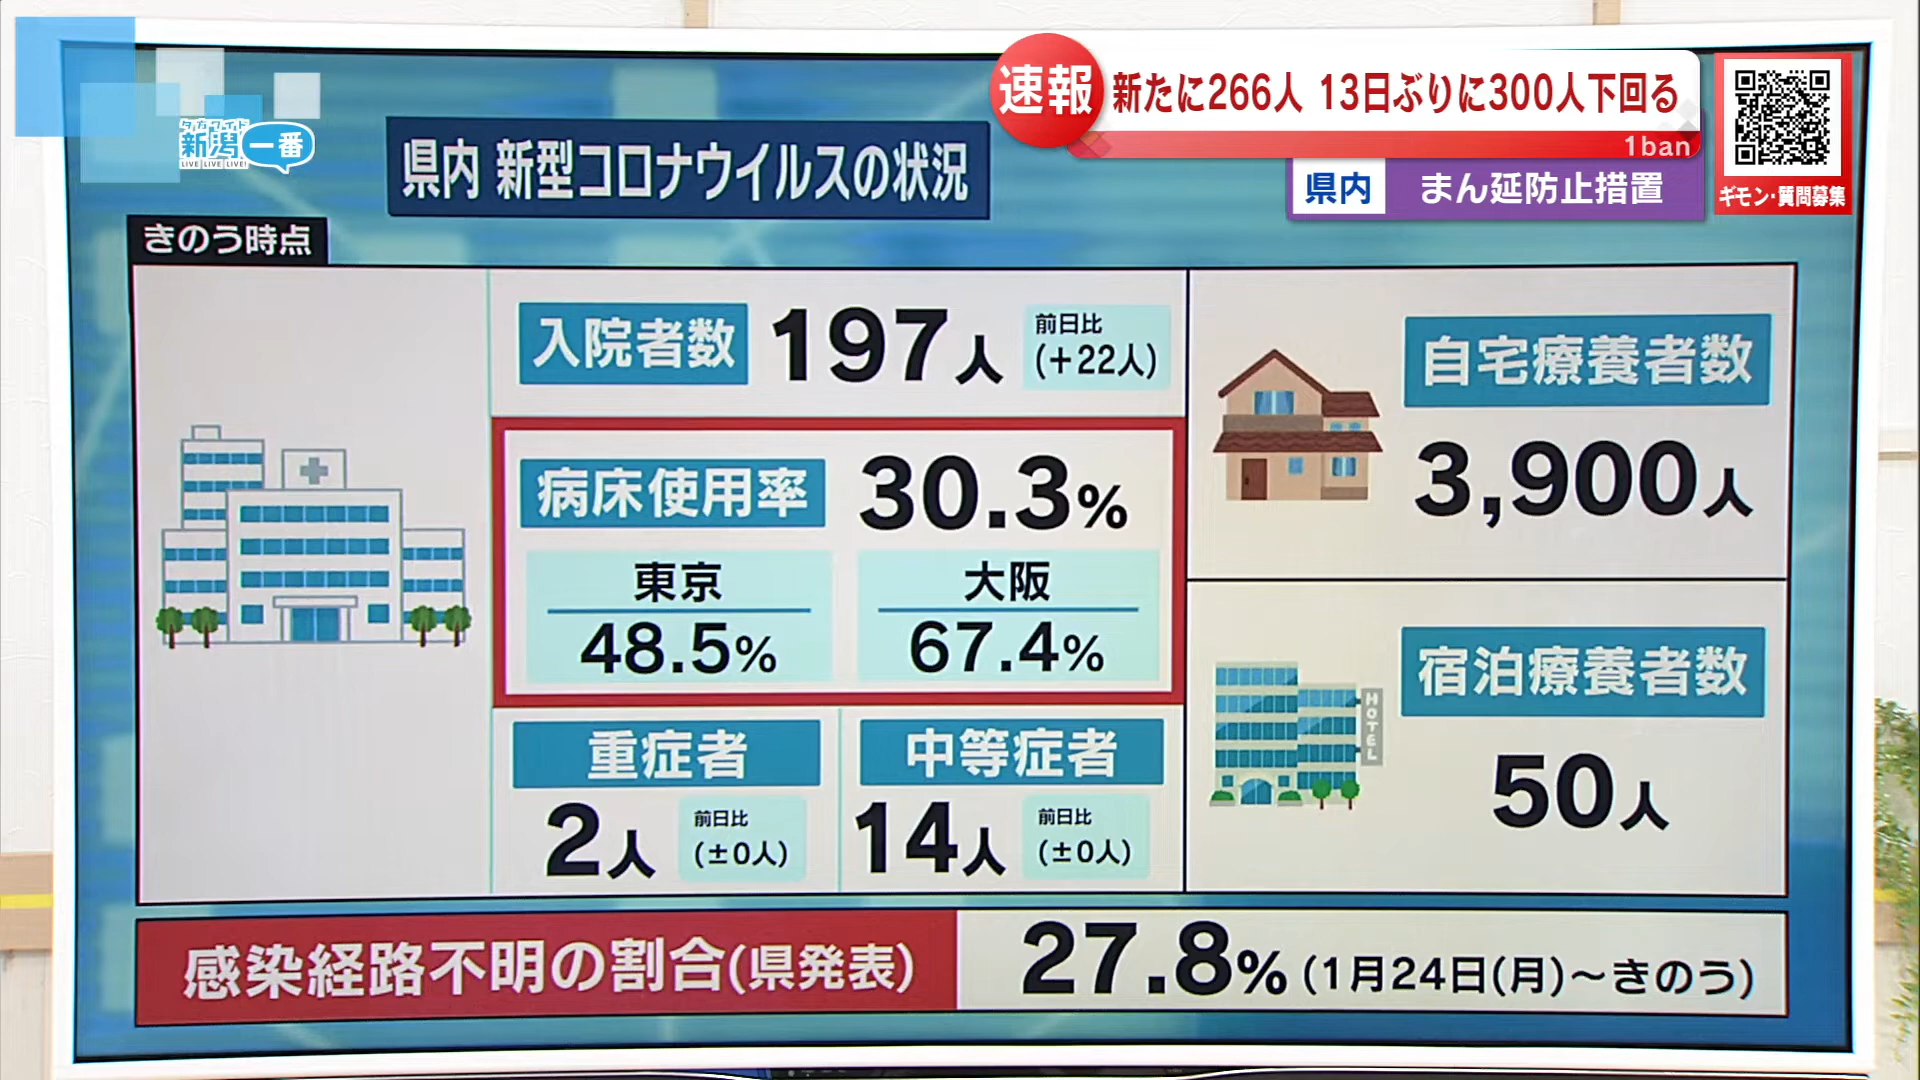 夕方ワイド
新潟一番
LIVE LIVE LIVE!
速報
新たに266人 13日ぶりに300人下回る
1ban
県内 まん延防止措置
ギモン・質問募集
県内 新型コロナウイルスの状況
きのう時点
入院者数 197人 前日比
(+22人)
病床使用率 30.3%
東京 大阪
48.5% 67.4%
重症者 中等症者
2人 前日比 (±0人) 14人 前日比 (±0人)
自宅療養者数
3,900人
HOTEL
宿泊療養者数
50人
感染経路不明の割合(県発表) 27.8% (1月24日(月)~きのう)